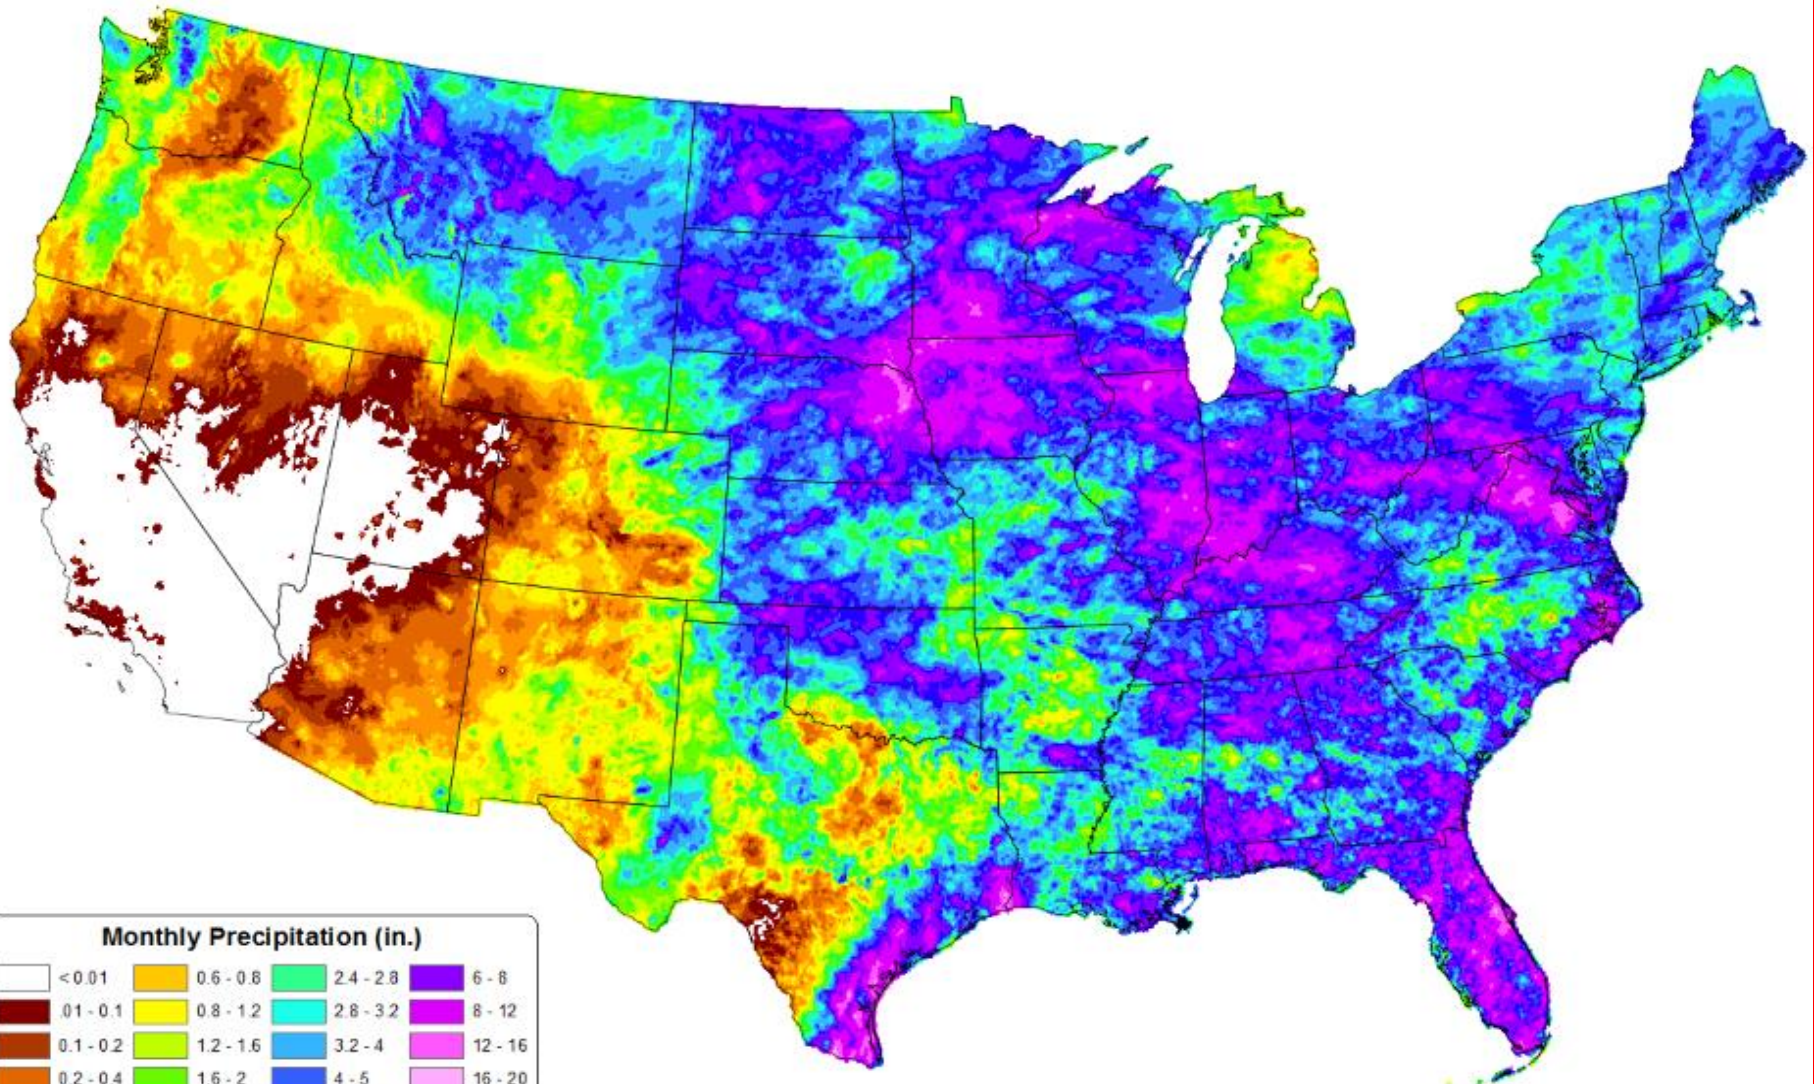 Monthly Precipitation (in.)
< 0.01 0.6 - 0.8 2.4 - 2.8 6 - 8
.01 - 0.1 0.8 - 1.2 2.8 - 3.2 8 - 12
0.1 - 0.2 1.2 - 1.6 3.2 - 4 12 - 16
0.2 - 0.4 1.6 - 2 4 - 5 16 - 20